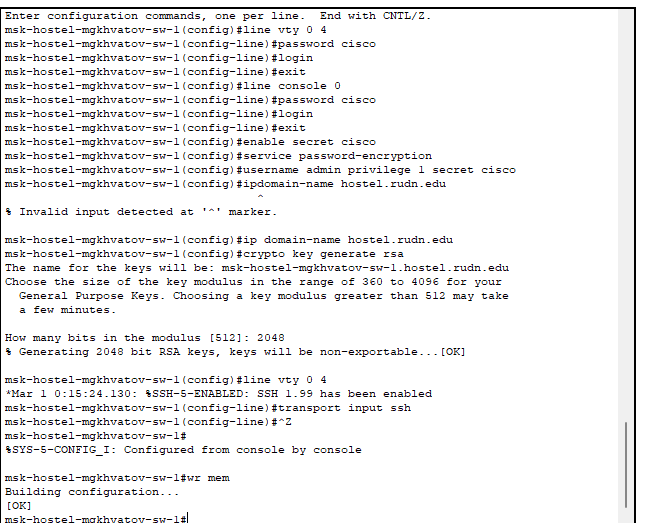 Enter configuration commands, one per line.  End with CNTL/Z.
msk-hostel-mgkhvatov-sw-1(config)#line vty 0 4
msk-hostel-mgkhvatov-sw-1(config-line)#password cisco
msk-hostel-mgkhvatov-sw-1(config-line)#login
msk-hostel-mgkhvatov-sw-1(config-line)#exit
msk-hostel-mgkhvatov-sw-1(config)#line console 0
msk-hostel-mgkhvatov-sw-1(config-line)#password cisco
msk-hostel-mgkhvatov-sw-1(config-line)#login
msk-hostel-mgkhvatov-sw-1(config-line)#exit
msk-hostel-mgkhvatov-sw-1(config)#enable secret cisco
msk-hostel-mgkhvatov-sw-1(config)#service password-encryption
msk-hostel-mgkhvatov-sw-1(config)#username admin privilege 1 secret cisco
msk-hostel-mgkhvatov-sw-1(config)#ipdomain-name hostel.rudn.edu
^
% Invalid input detected at '^' marker.
msk-hostel-mgkhvatov-sw-1(config)#ip domain-name hostel.rudn.edu
msk-hostel-mgkhvatov-sw-1(config)#crypto key generate rsa
The name for the keys will be: msk-hostel-mgkhvatov-sw-1.hostel.rudn.edu
Choose the size of the key modulus in the range of 360 to 4096 for your
General Purpose Keys. Choosing a key modulus greater than 512 may take
a few minutes.
How many bits in the modulus [512]: 2048
% Generating 2048 bit RSA keys, keys will be non-exportable...[OK]
msk-hostel-mgkhvatov-sw-1(config)#line vty 0 4
*Mar 1 0:15:24.130: %SSH-5-ENABLED: SSH 1.99 has been enabled
msk-hostel-mgkhvatov-sw-1(config-line)#transport input ssh
msk-hostel-mgkhvatov-sw-1(config-line)#^Z
msk-hostel-mgkhvatov-sw-1#
%SYS-5-CONFIG_I: Configured from console by console
msk-hostel-mgkhvatov-sw-1#wr mem
Building configuration...
[OK]
msk-hostel-mgkhvatov-sw-1#